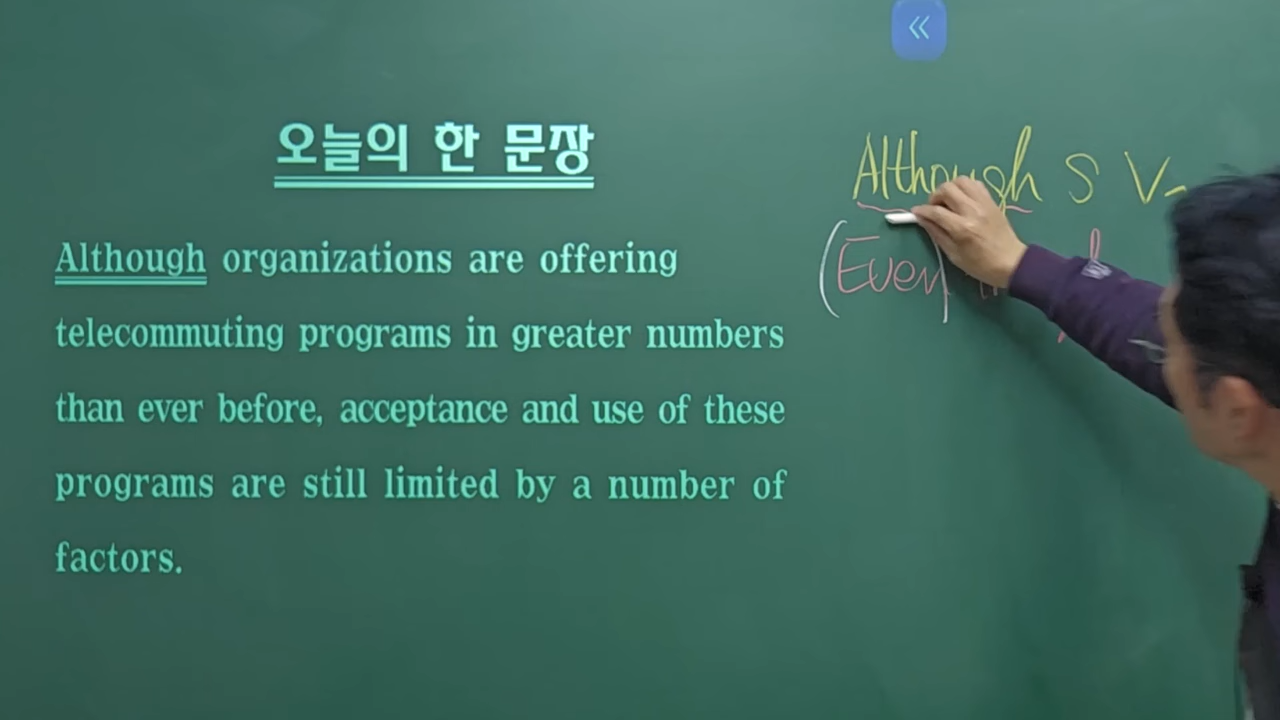 오늘의 한 문장
Although organizations are offering
telecommuting programs in greater numbers
than ever before, acceptance and use of these
programs are still limited by a number of
factors.
Although S V
(Even)